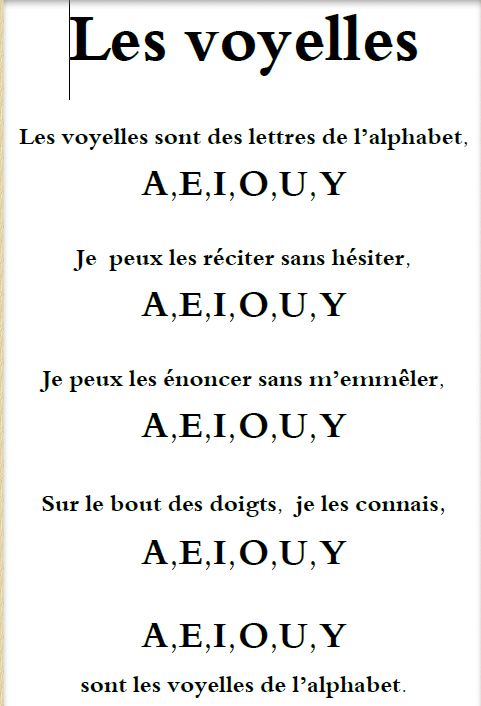 Les voyelles
Les voyelles sont des lettres de l’alphabet,
A,E,I,O,U,Y
Je peux les réciter sans hésiter,
A,E,I,O,U,Y
Je peux les énoncer sans m’emmêler,
A,E,I,O,U,Y
Sur le bout des doigts, je les connais,
A,E,I,O,U,Y
A,E,I,O,U,Y
sont les voyelles de l’alphabet.